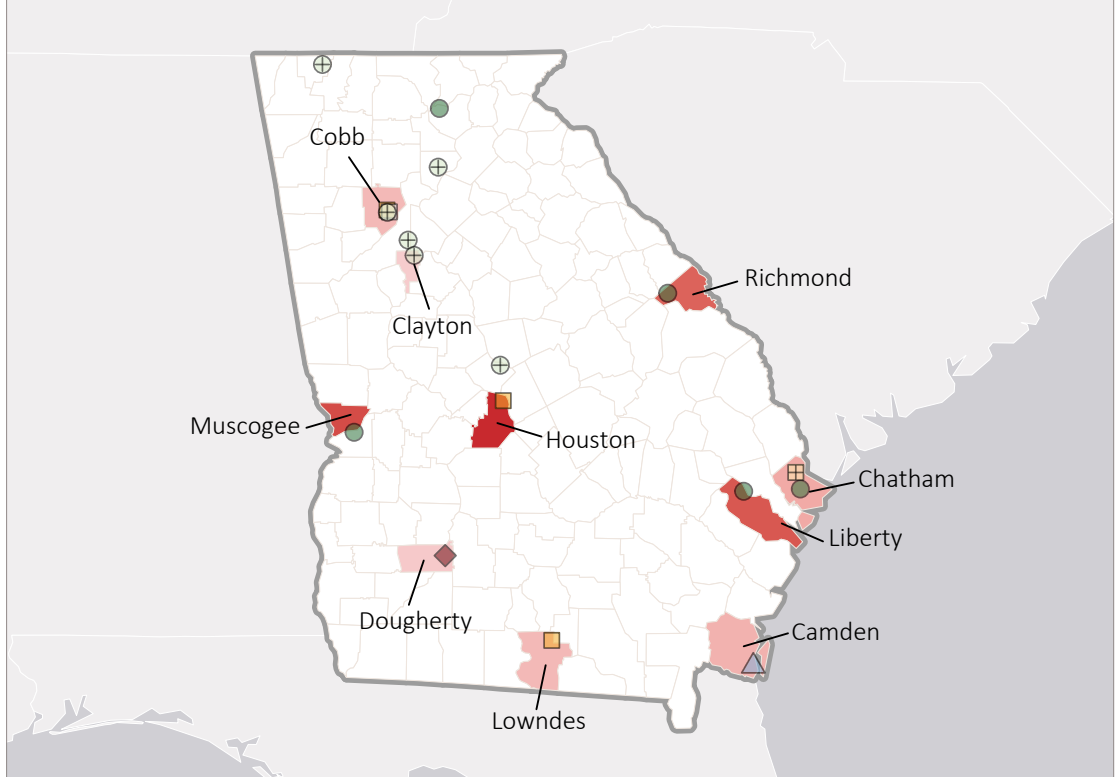 Cobb
Richmond
Clayton
Muscogee
Houston
Chatham
Liberty
Dougherty
Camden
Lowndes